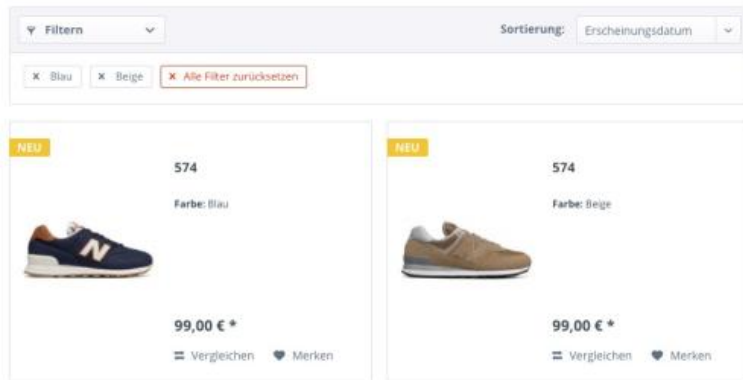 Filtern
Sortierung: Erscheinungsdatum
x Blau x Beige x Alle Filter zurücksetzen
NEU
574
Farbe: Blau
N
99,00 € *
Vergleichen Merken
NEU
574
Farbe: Beige
N
99,00 € *
Vergleichen Merken